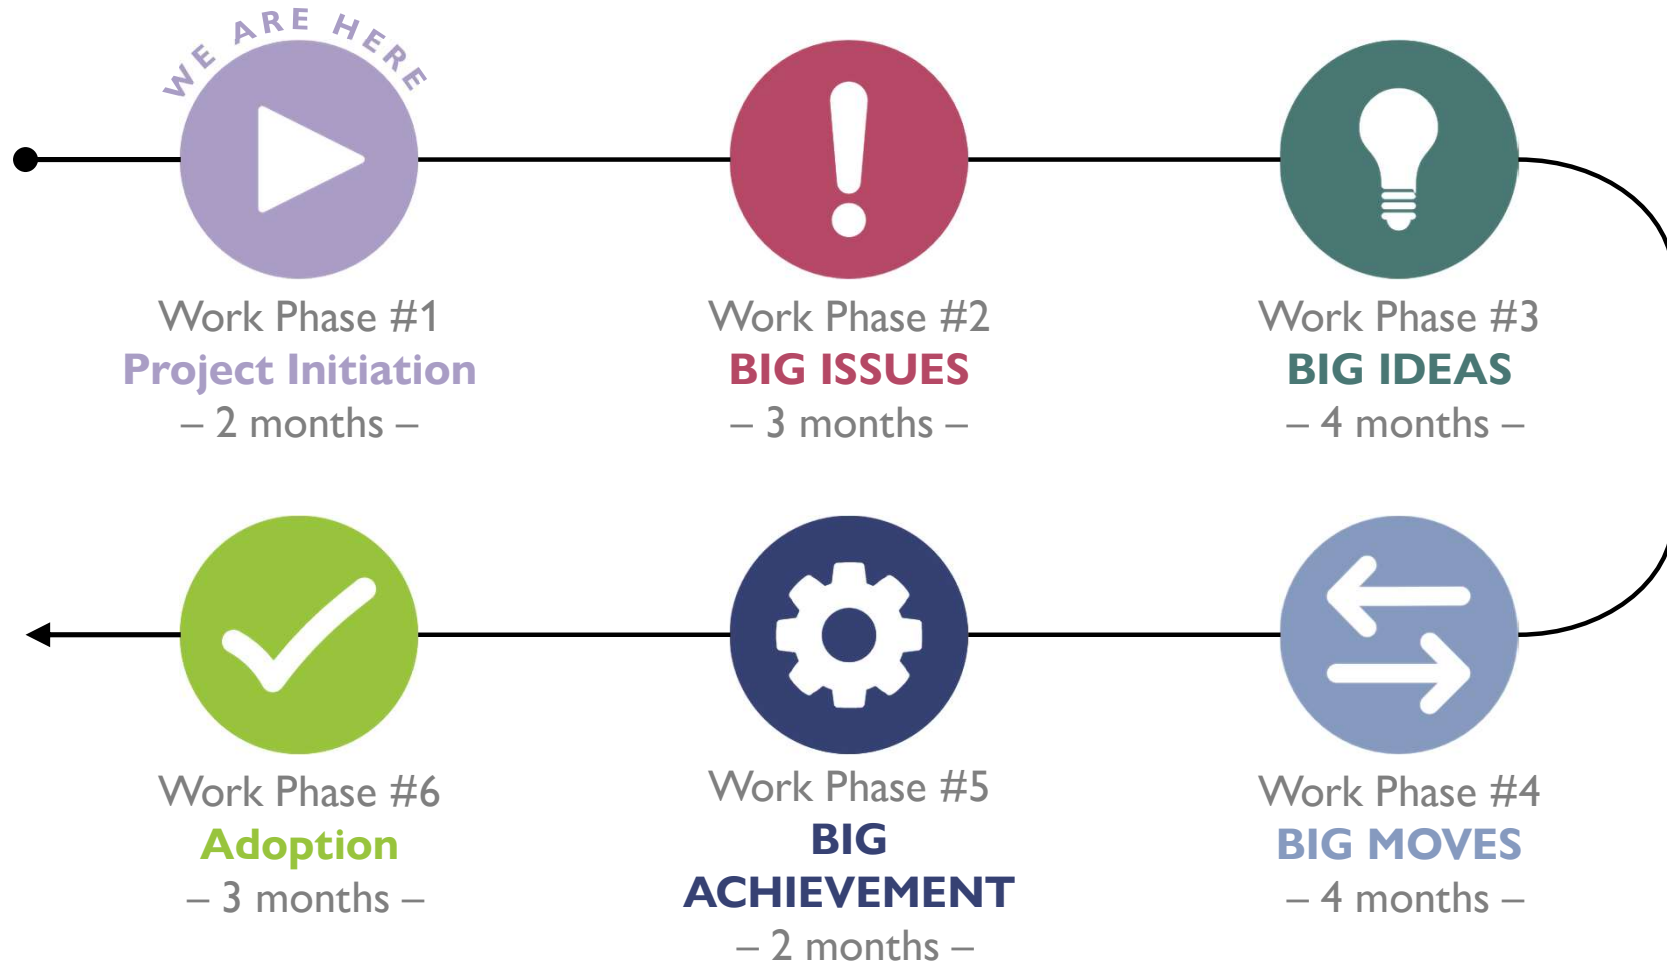 WE ARE HERE
Work Phase #1
Project Initiation
– 2 months –
Work Phase #2
BIG ISSUES
– 3 months –
Work Phase #3
BIG IDEAS
– 4 months –
Work Phase #4
BIG MOVES
– 4 months –
Work Phase #5
BIG
ACHIEVEMENT
– 2 months –
Work Phase #6
Adoption
– 3 months –